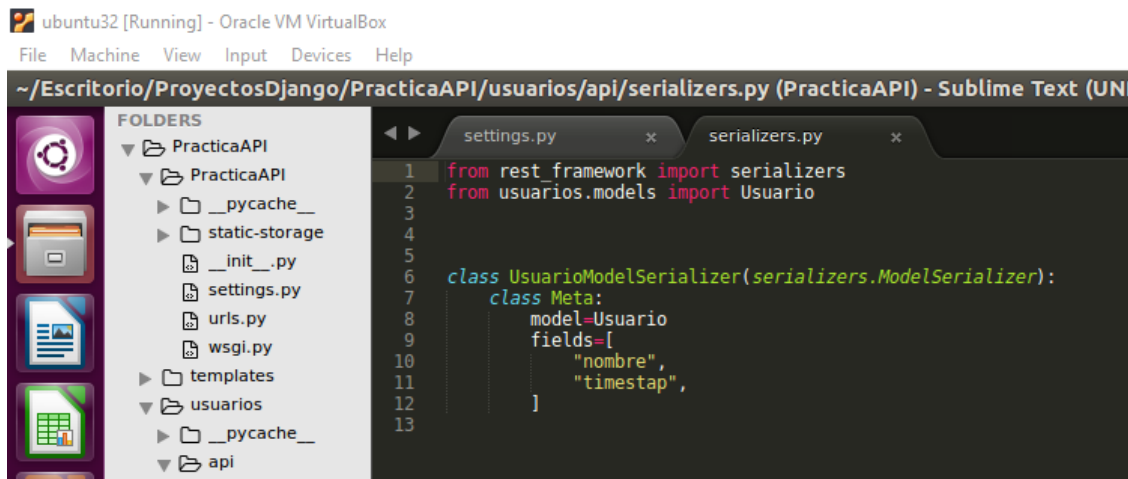 ubuntu32 [Running] - Oracle VM VirtualBox
File Machine View Input Devices Help
~/Escritorio/ProyectosDjango/PracticaAPI/usuarios/api/serializers.py (PracticaAPI) - Sublime Text (UN
FOLDERS
PracticaAPI
PracticaAPI
__pycache__
static-storage
__init__.py
settings.py
urls.py
wsgi.py
templates
usuarios
__pycache__
api
settings.py x serializers.py x
1 from rest_framework import serializers
2 from usuarios.models import Usuario
3
4
5
6 class UsuarioModelSerializer(serializers.ModelSerializer):
7 class Meta:
8 model=Usuario
9 fields=[
10 "nombre",
11 "timestap",
12 ]
13